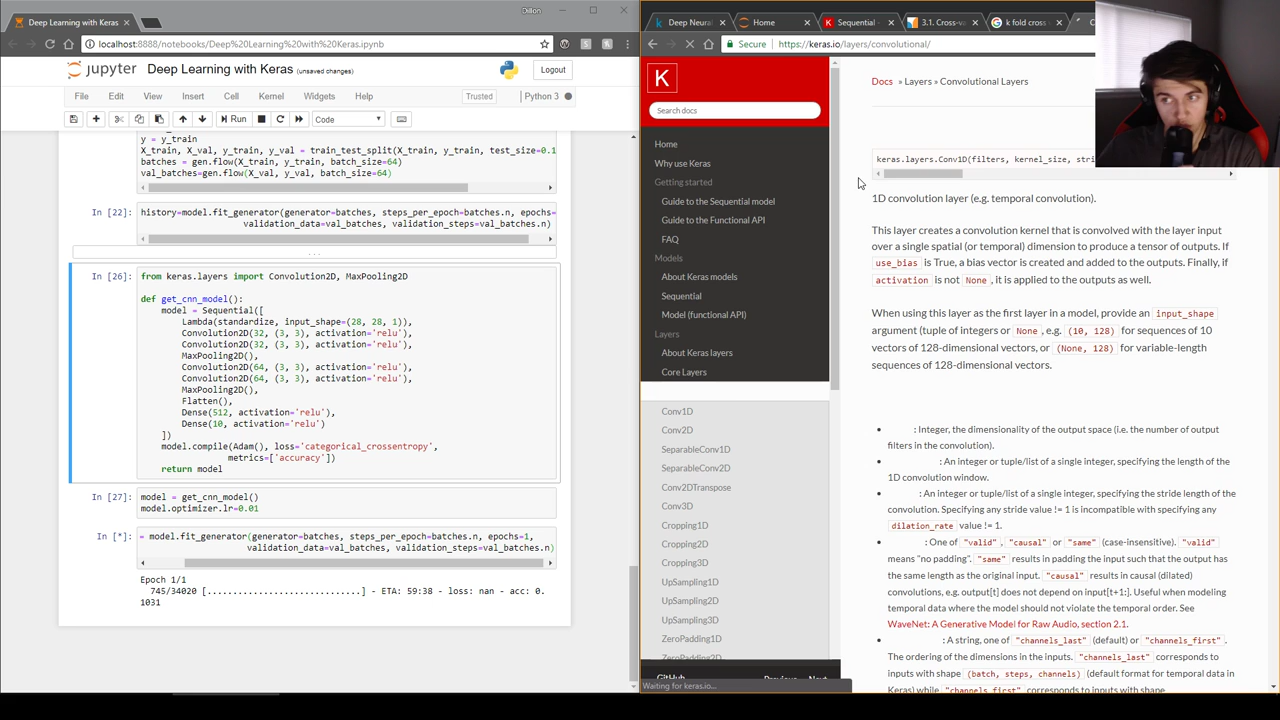 Deep Learning with Ke
Dillon
localhost:8888/notebooks/Deep%20Learning%20with%20Keras.ipynb
jupyter Deep Learning with Keras (unsaved changes)
Logout
File Edit View Insert Cell Kernel Widgets Help
Trusted Python 3
Run Code
y = y_train
X_train, X_val, y_train, y_val = train_test_split(X_train, y_train, test_size=0.1
batches = gen.flow(X_train, y_train, batch_size=64)
val_batches=gen.flow(X_val, y_val, batch_size=64)
In [22]: history=model.fit_generator(generator=batches, steps_per_epoch=batches.n, epochs=
validation_data=val_batches, validation_steps=val_batches.n)
...
In [26]: from keras.layers import Convolution2D, MaxPooling2D
def get_cnn_model():
model = Sequential([
Lambda(standardize, input_shape=(28, 28, 1)),
Convolution2D(32, (3, 3), activation='relu'),
Convolution2D(32, (3, 3), activation='relu'),
MaxPooling2D(),
Convolution2D(64, (3, 3), activation='relu'),
Convolution2D(64, (3, 3), activation='relu'),
MaxPooling2D(),
Flatten(),
Dense(512, activation='relu'),
Dense(10, activation='relu')
])
model.compile(Adam(), loss='categorical_crossentropy',
metrics=['accuracy'])
return model
In [27]: model = get_cnn_model()
model.optimizer.lr=0.01
In [*]: = model.fit_generator(generator=batches, steps_per_epoch=batches.n, epochs=1,
validation_data=val_batches, validation_steps=val_batches.n)
Epoch 1/1
745/34020 [..............................] - ETA: 59:38 - loss: nan - acc: 0.
1031
Deep Neural Home Sequential - 3.1. Cross-v k fold cross
Secure https://keras.io/layers/convolutional/
K
Search docs
Home
Why use Keras
Getting started
Guide to the Sequential model
Guide to the Functional API
FAQ
Models
About Keras models
Sequential
Model (functional API)
Layers
About Keras layers
Core Layers
Conv1D
Conv2D
SeparableConv1D
SeparableConv2D
Conv2DTranspose
Conv3D
Cropping1D
Cropping2D
Cropping3D
UpSampling1D
UpSampling2D
UpSampling3D
ZeroPadding1D
ZeroPadding2D
GitHub Previous Next
Waiting for keras.io...
Docs » Layers » Convolutional Layers
keras.layers.Conv1D(filters, kernel_size, stri
1D convolution layer (e.g. temporal convolution).
This layer creates a convolution kernel that is convolved with the layer input
over a single spatial (or temporal) dimension to produce a tensor of outputs. If
use_bias is True, a bias vector is created and added to the outputs. Finally, if
activation is not None, it is applied to the outputs as well.
When using this layer as the first layer in a model, provide an input_shape
argument (tuple of integers or None, e.g. (10, 128) for sequences of 10
vectors of 128-dimensional vectors, or (None, 128) for variable-length
sequences of 128-dimensional vectors.
: Integer, the dimensionality of the output space (i.e. the number of output
filters in the convolution).
: An integer or tuple/list of a single integer, specifying the length of the
1D convolution window.
: An integer or tuple/list of a single integer, specifying the stride length of the
convolution. Specifying any stride value != 1 is incompatible with specifying any
dilation_rate value != 1.
: One of "valid", "causal" or "same" (case-insensitive). "valid"
means "no padding". "same" results in padding the input such that the output has
the same length as the original input. "causal" results in causal (dilated)
convolutions, e.g. output[t] does not depend on input[t+1:]. Useful when modeling
temporal data where the model should not violate the temporal order. See
WaveNet: A Generative Model for Raw Audio, section 2.1.
: A string, one of "channels_last" (default) or "channels_first".
The ordering of the dimensions in the inputs. "channels_last" corresponds to
inputs with shape (batch, steps, channels) (default format for temporal data in
Keras) while "channels_first" corresponds to inputs with shape